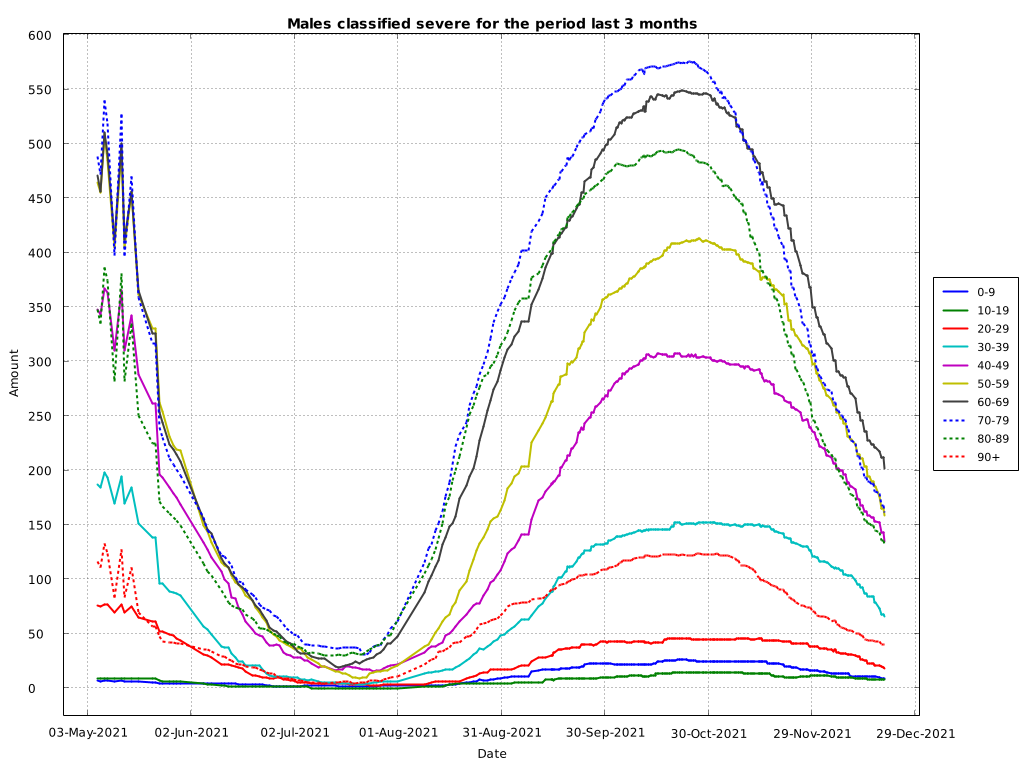 Males classified severe for the period last 3 months
600
550
500
450
400
350
300
250
200
150
100
50
0
Amount
03-May-2021
02-Jun-2021
02-Jul-2021
01-Aug-2021
31-Aug-2021
30-Sep-2021
30-Oct-2021
29-Nov-2021
29-Dec-2021
Date
0-9
10-19
20-29
30-39
40-49
50-59
60-69
70-79
80-89
90+